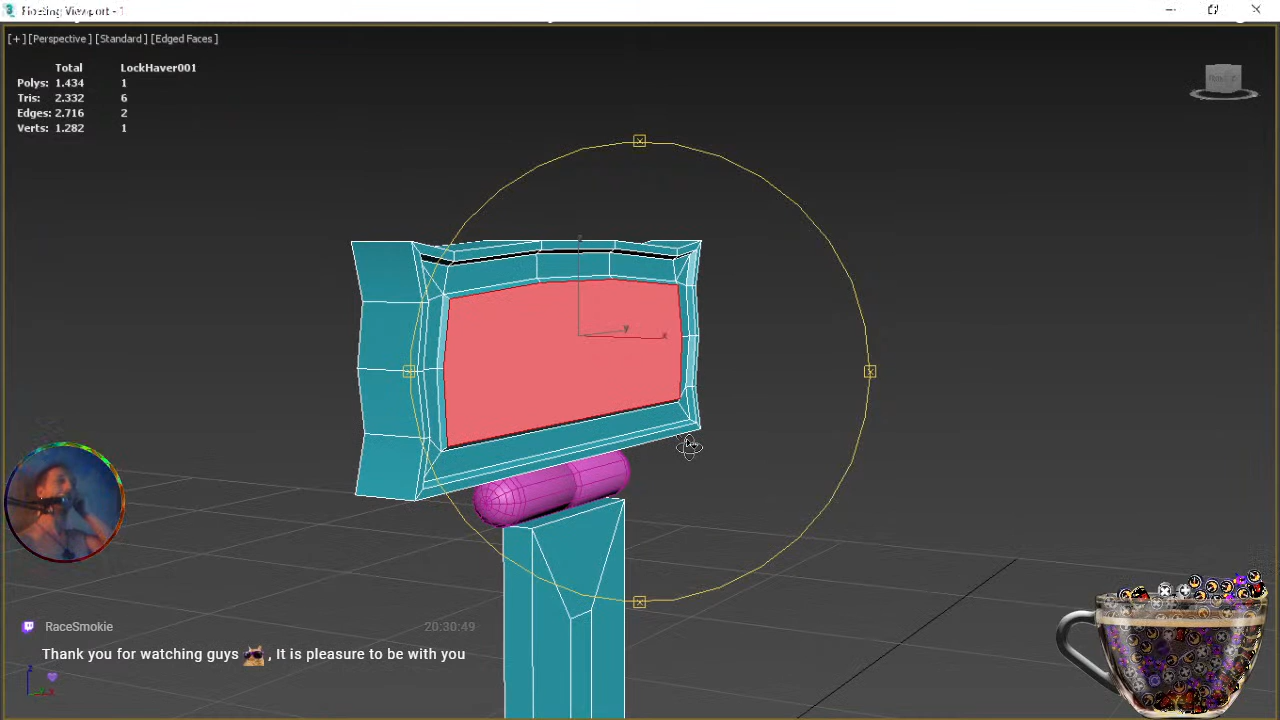 Floating Viewport - 1
[ + ] [Perspective ] [Standard ] [Edged Faces ]
Total LockHaver001
Polys: 1.434 1
Tris: 2.332 6
Edges: 2.716 2
Verts: 1.282 1
z
y
x
RaceSmokie 20:30:49
Thank you for watching guys , It is pleasure to be with you
z